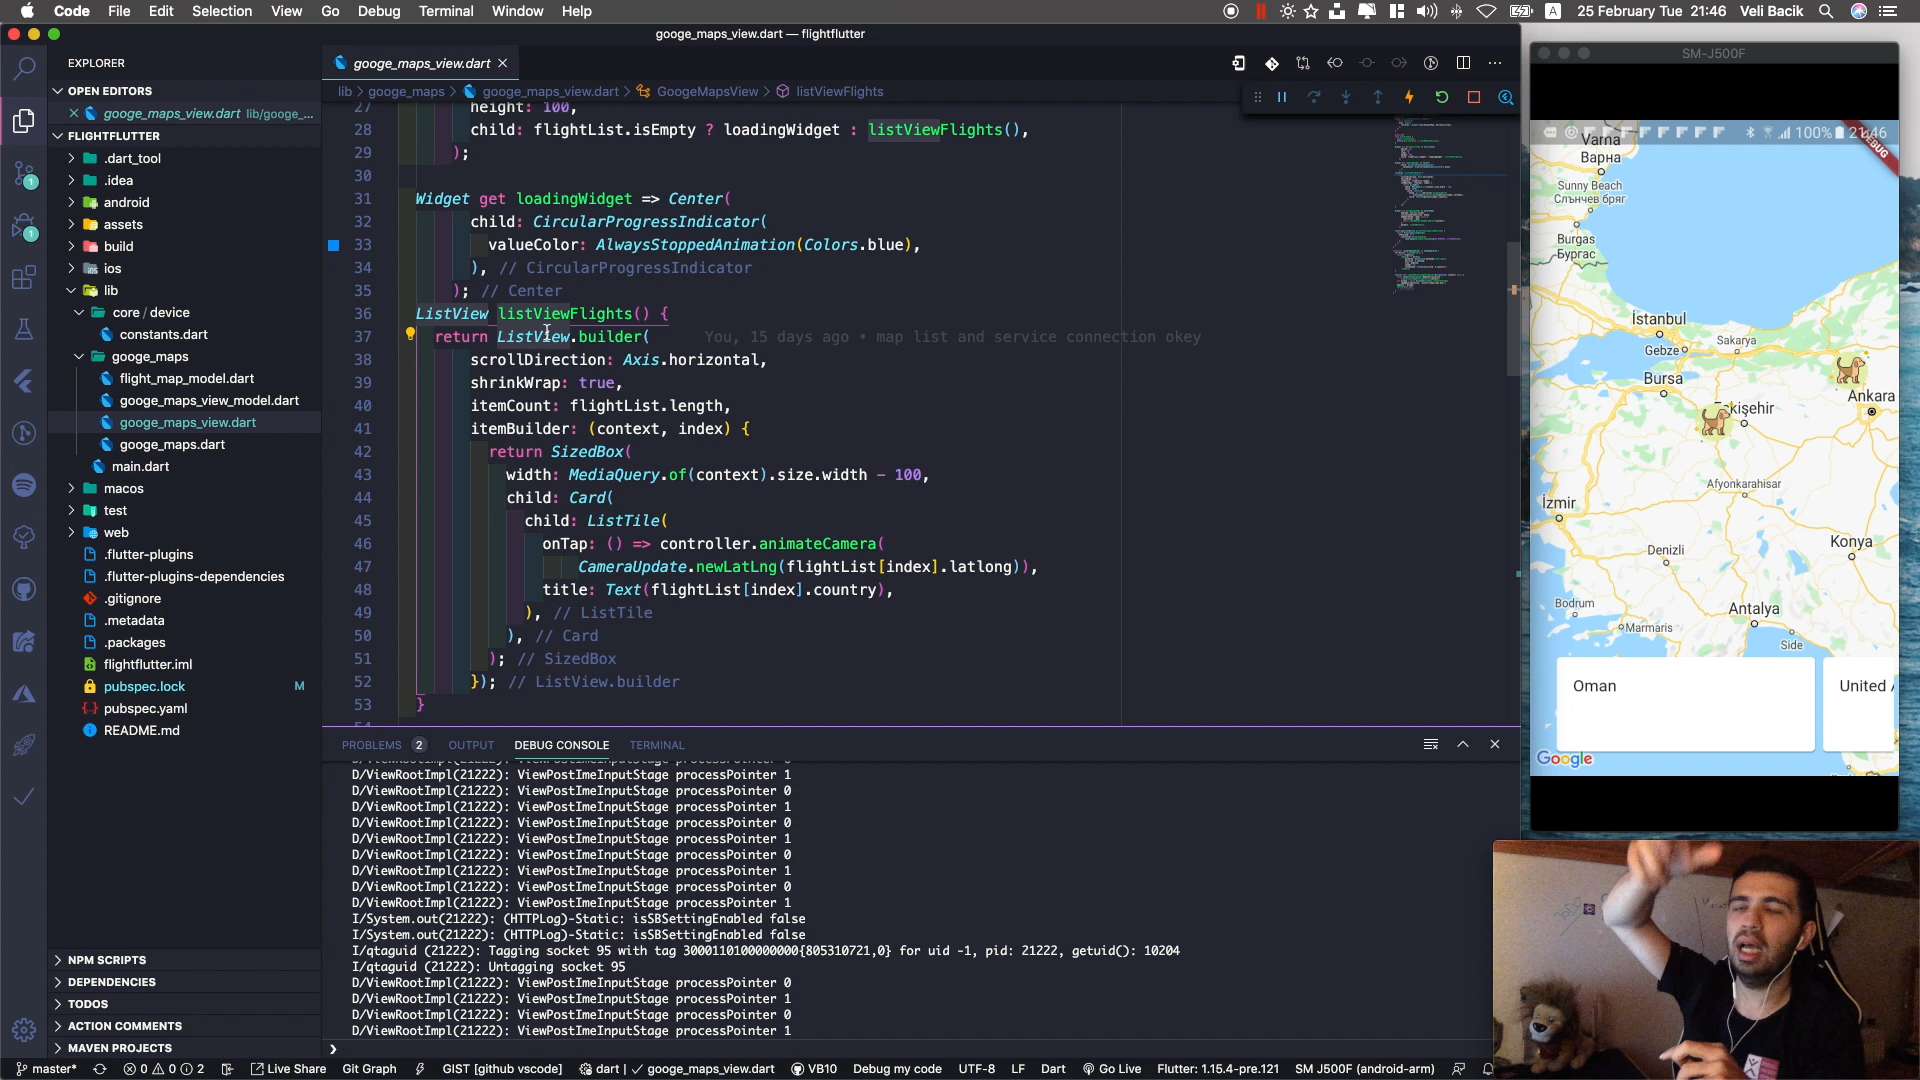 Code File Edit Selection View Go Debug Terminal Window Help
25 February Tue 21:46 Veli Bacik
googe_maps_view.dart — flightflutter
SM-J500F
EXPLORER
OPEN EDITORS
googe_maps_view.dart lib/googe_...
FLIGHTFLUTTER
.dart_tool
.idea
android
assets
build
ios
lib
core / device
constants.dart
googe_maps
flight_map_model.dart
googe_maps_view_model.dart
googe_maps_view.dart
googe_maps.dart
main.dart
macos
test
web
.flutter-plugins
.flutter-plugins-dependencies
.gitignore
.metadata
.packages
flightflutter.iml
pubspec.lock M
pubspec.yaml
README.md
NPM SCRIPTS
DEPENDENCIES
TODOS
ACTION COMMENTS
MAVEN PROJECTS
googe_maps_view.dart
lib > googe_maps > googe_maps_view.dart > GoogeMapsView > listViewFlights
27 height: 100,
28 child: flightList.isEmpty ? loadingWidget : listViewFlights(),
29 );
30
31 Widget get loadingWidget => Center(
32 child: CircularProgressIndicator(
33 valueColor: AlwaysStoppedAnimation(Colors.blue),
34 ), // CircularProgressIndicator
35 ); // Center
36 ListView listViewFlights() {
37 return ListView.builder( You, 15 days ago • map list and service connection okey
38 scrollDirection: Axis.horizontal,
39 shrinkWrap: true,
40 itemCount: flightList.length,
41 itemBuilder: (context, index) {
42 return SizedBox(
43 width: MediaQuery.of(context).size.width - 100,
44 child: Card(
45 child: ListTile(
46 onTap: () => controller.animateCamera(
47 CameraUpdate.newLatLng(flightList[index].latlong)),
48 title: Text(flightList[index].country),
49 ), // ListTile
50 ), // Card
51 ); // SizedBox
52 }); // ListView.builder
53 }
PROBLEMS 2 OUTPUT DEBUG CONSOLE TERMINAL
D/ViewRootImpl(21222): ViewPostImeInputStage processPointer 0
D/ViewRootImpl(21222): ViewPostImeInputStage processPointer 1
D/ViewRootImpl(21222): ViewPostImeInputStage processPointer 0
D/ViewRootImpl(21222): ViewPostImeInputStage processPointer 1
D/ViewRootImpl(21222): ViewPostImeInputStage processPointer 0
D/ViewRootImpl(21222): ViewPostImeInputStage processPointer 1
D/ViewRootImpl(21222): ViewPostImeInputStage processPointer 0
D/ViewRootImpl(21222): ViewPostImeInputStage processPointer 1
D/ViewRootImpl(21222): ViewPostImeInputStage processPointer 0
D/ViewRootImpl(21222): ViewPostImeInputStage processPointer 1
I/System.out(21222): (HTTPLog)-Static: isSBSettingEnabled false
I/System.out(21222): (HTTPLog)-Static: isSBSettingEnabled false
I/qtaguid (21222): Tagging socket 95 with tag 3000110100000000{805310721,0} for uid -1, pid: 21222, getuid(): 10204
I/qtaguid (21222): Untagging socket 95
D/ViewRootImpl(21222): ViewPostImeInputStage processPointer 0
D/ViewRootImpl(21222): ViewPostImeInputStage processPointer 1
D/ViewRootImpl(21222): ViewPostImeInputStage processPointer 0
D/ViewRootImpl(21222): ViewPostImeInputStage processPointer 1
100% 21:46
DEBUG
Varna
Варна
Sunny Beach
Слънчев бряг
Burgas
Бургас
İstanbul
Gebze
Sakarya
Bursa
Ankara
Eskişehir
Afyonkarahisar
İzmir
Konya
Denizli
Bodrum
Antalya
Marmaris
Side
Oman
United
Google
master* 0 0 2 Live Share Git Graph GIST [github vscode] dart | ✓ googe_maps_view.dart VB10 Debug my code UTF-8 LF Dart Go Live Flutter: 1.15.4-pre.121 SM J500F (android-arm)